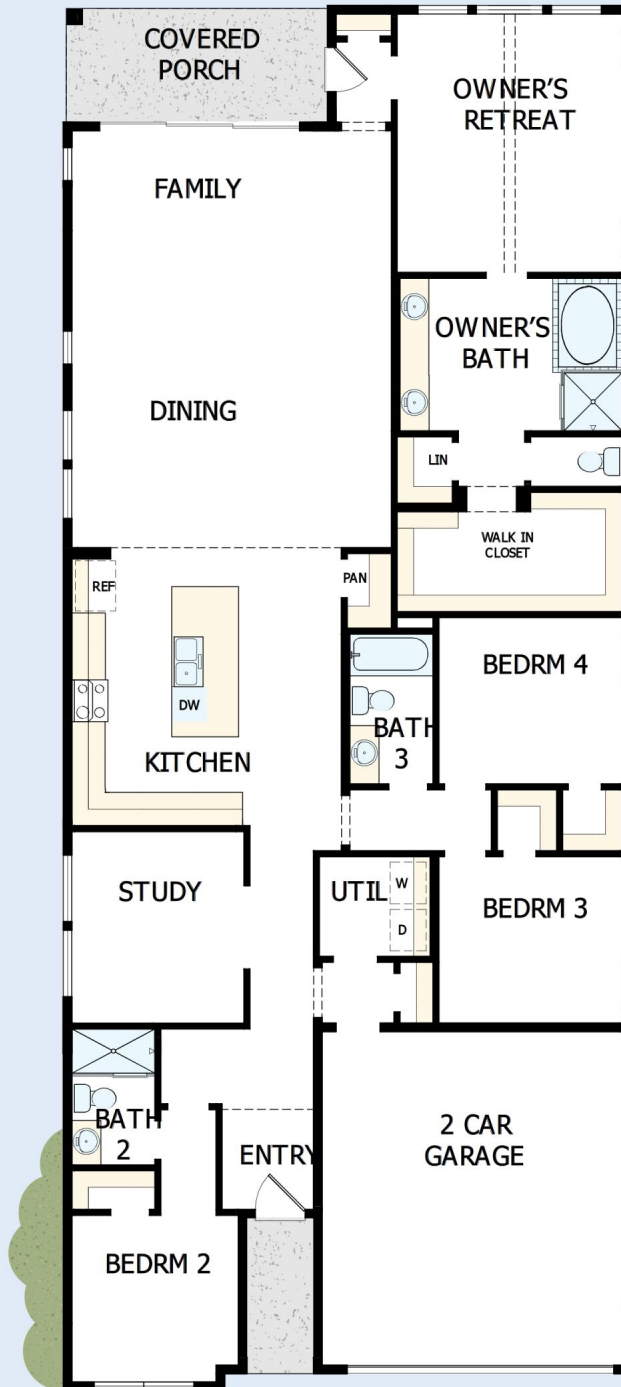 COVERED
PORCH
OWNER'S
RETREAT
FAMILY
OWNER'S
BATH
DINING
LIN
WALK IN
CLOSET
REF
PAN
DW
BEDRM 4
BATH
3
KITCHEN
STUDY
UTIL
W
D
BEDRM 3
BATH
2
ENTRY
2 CAR
GARAGE
BEDRM 2